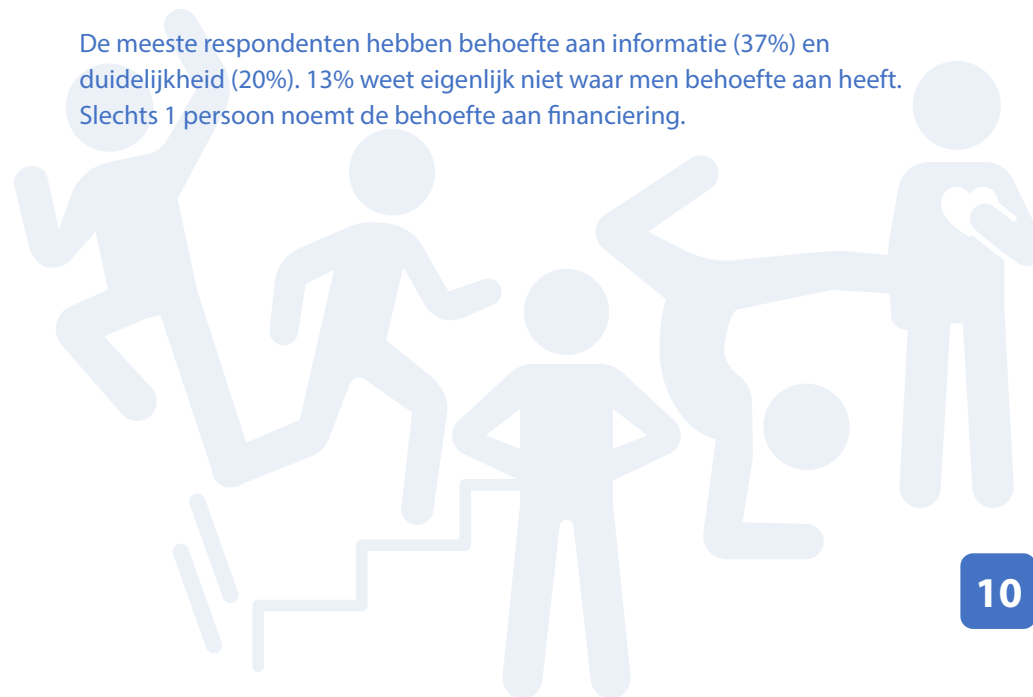 De meeste respondenten hebben behoefte aan informatie (37%) en
duidelijkheid (20%). 13% weet eigenlijk niet waar men behoefte aan heeft.
Slechts 1 persoon noemt de behoefte aan financiering.
10